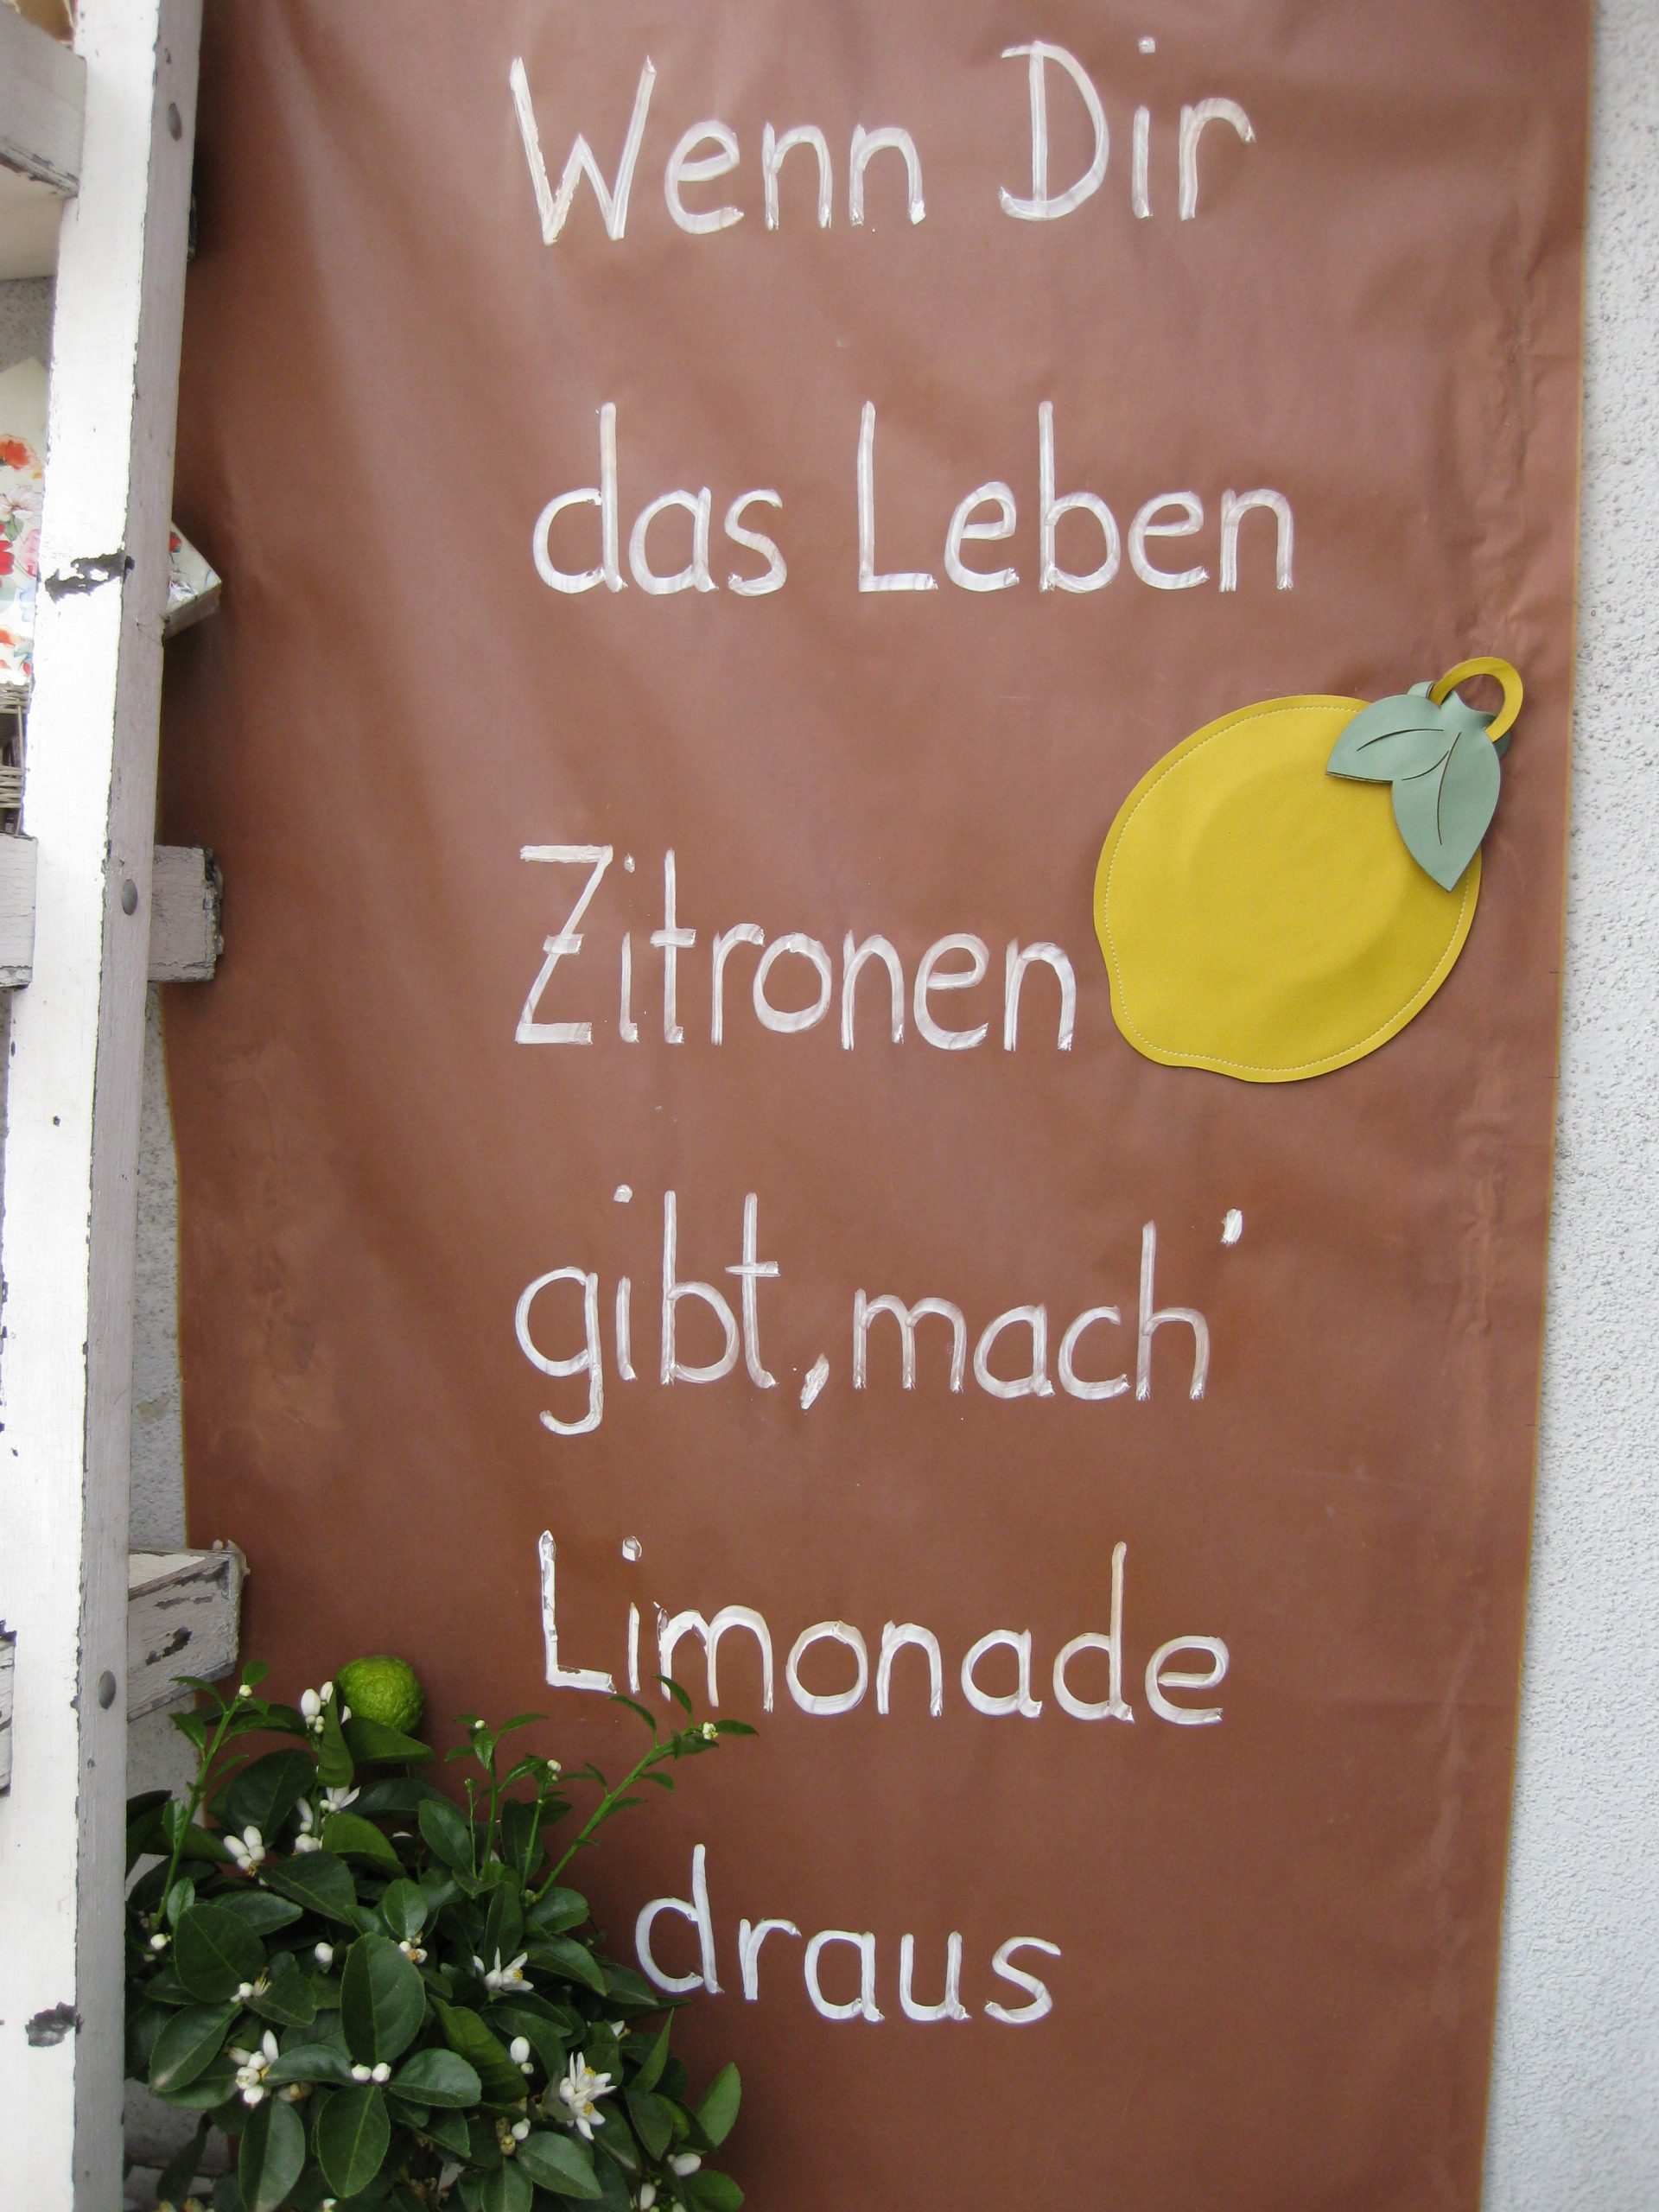 Wenn Dir
das Leben
Zitronen
gibt, mach'
Limonade
draus